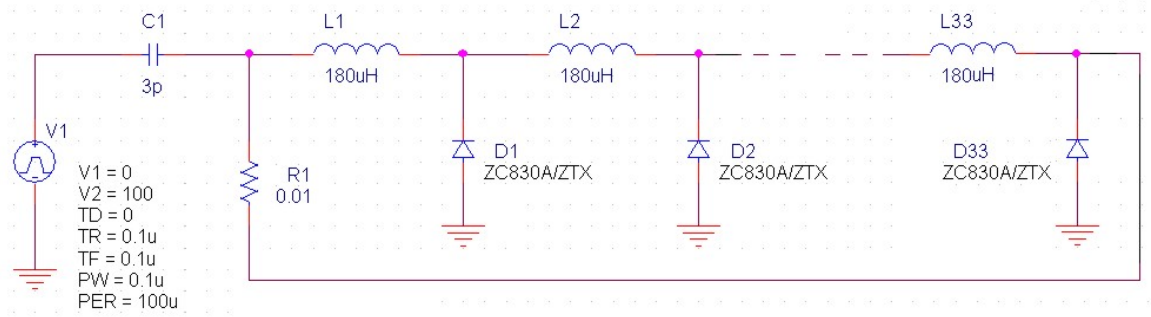 C1
L1
L2
L33
3p
180uH
180uH
180uH
V1
V1 = 0
V2 = 100
TD = 0
TR = 0.1u
TF = 0.1u
PW = 0.1u
PER = 100u
R1
0.01
D1
ZC830A/ZTX
D2
ZC830A/ZTX
D33
ZC830A/ZTX